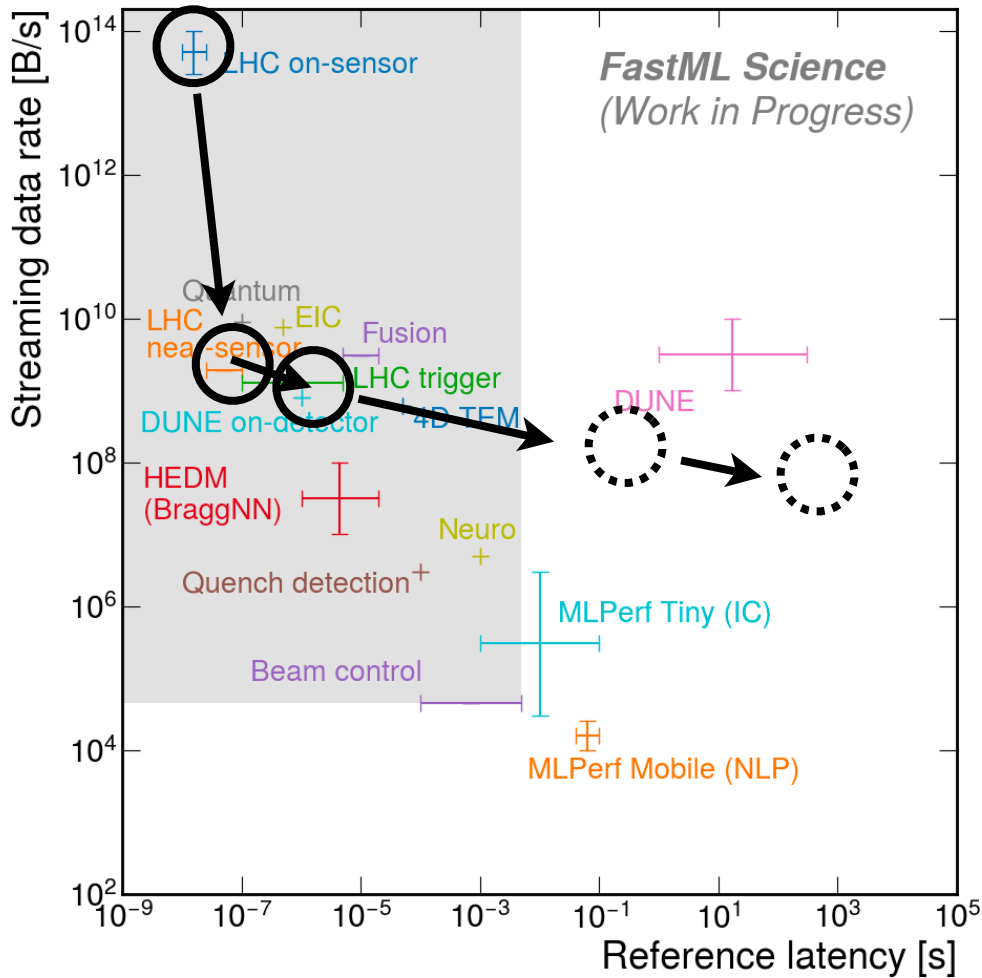 Streaming data rate [B/s]
10^14
10^12
10^10
10^8
10^6
10^4
10^2
FastML Science
(Work in Progress)
LHC on-sensor
Quantum
EIC
LHC
near-sensor
Fusion
LHC trigger
DUNE
DUNE on-detector
4D-TEM
HEDM
(BraggNN)
Neuro
Quench detection
MLPerf Tiny (IC)
Beam control
MLPerf Mobile (NLP)
10^-9
10^-7
10^-5
10^-3
10^-1
10^1
10^3
10^5
Reference latency [s]